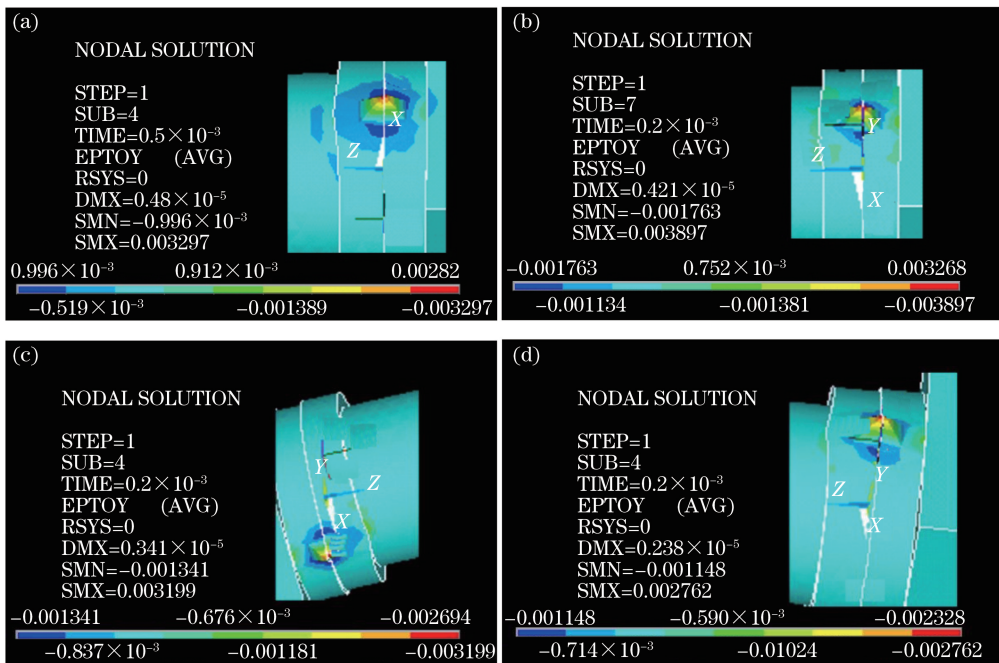 (a)
NODAL SOLUTION
STEP=1
SUB=4
TIME=0.5×10⁻³
EPTOY (AVG)
RSYS=0
DMX=0.48×10⁻⁵
SMN=−0.996×10⁻³
SMX=0.003297
X
Z
0.996×10⁻³ 0.912×10⁻³ 0.00282
−0.519×10⁻³ −0.001389 −0.003297
(b)
NODAL SOLUTION
STEP=1
SUB=7
TIME=0.2×10⁻³
EPTOY (AVG)
RSYS=0
DMX=0.421×10⁻⁵
SMN=−0.001763
SMX=0.003897
Y
Z
X
−0.001763 0.752×10⁻³ 0.003268
−0.001134 −0.001381 −0.003897
(c)
NODAL SOLUTION
STEP=1
SUB=4
TIME=0.2×10⁻³
EPTOY (AVG)
RSYS=0
DMX=0.341×10⁻⁵
SMN=−0.001341
SMX=0.003199
Y
Z
X
−0.001341 −0.676×10⁻³ −0.002694
−0.837×10⁻³ −0.001181 −0.003199
(d)
NODAL SOLUTION
STEP=1
SUB=4
TIME=0.2×10⁻³
EPTOY (AVG)
RSYS=0
DMX=0.238×10⁻⁵
SMN=−0.001148
SMX=0.002762
Y
Z
X
−0.001148 −0.590×10⁻³ −0.002328
−0.714×10⁻³ −0.01024 −0.002762